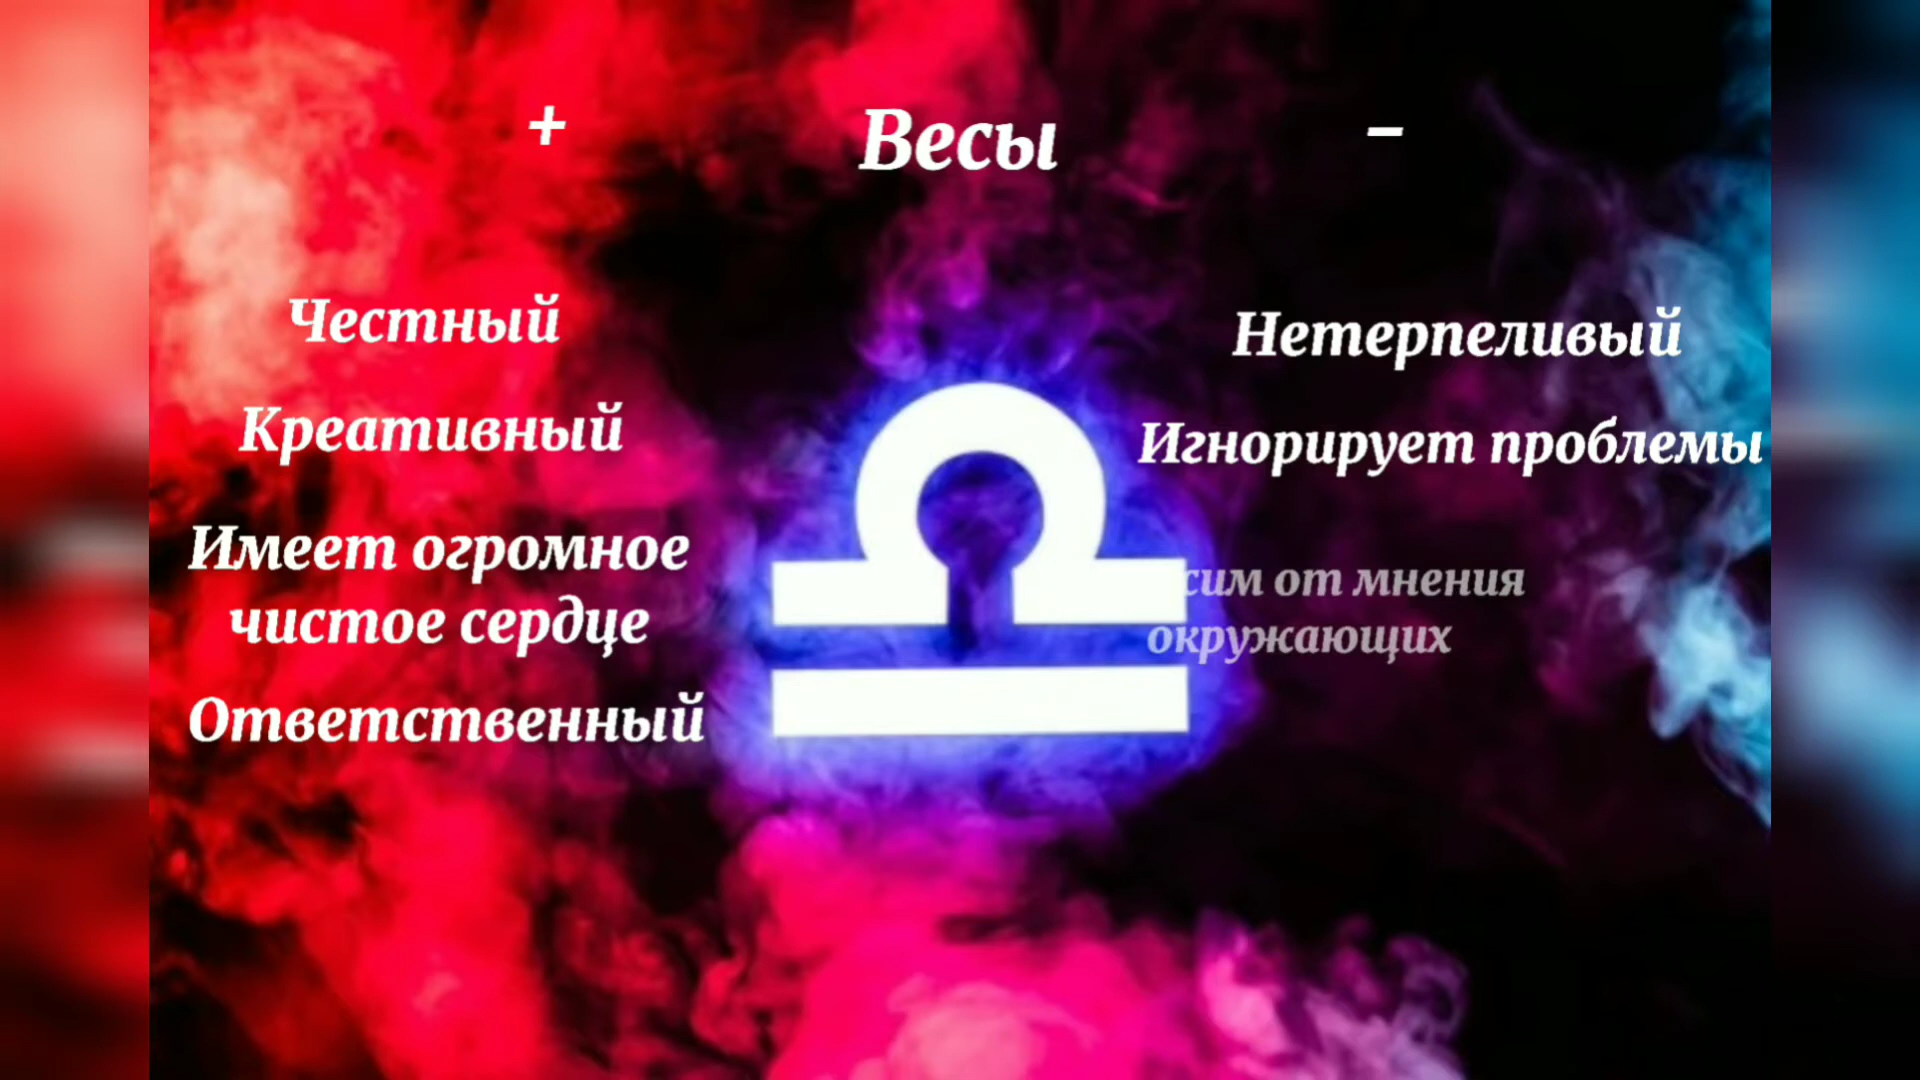 +
Весы
–
Честный
Креативный
Имеет огромное
чистое сердце
Ответственный
Нетерпеливый
Игнорирует проблемы
от мнения
окружающих